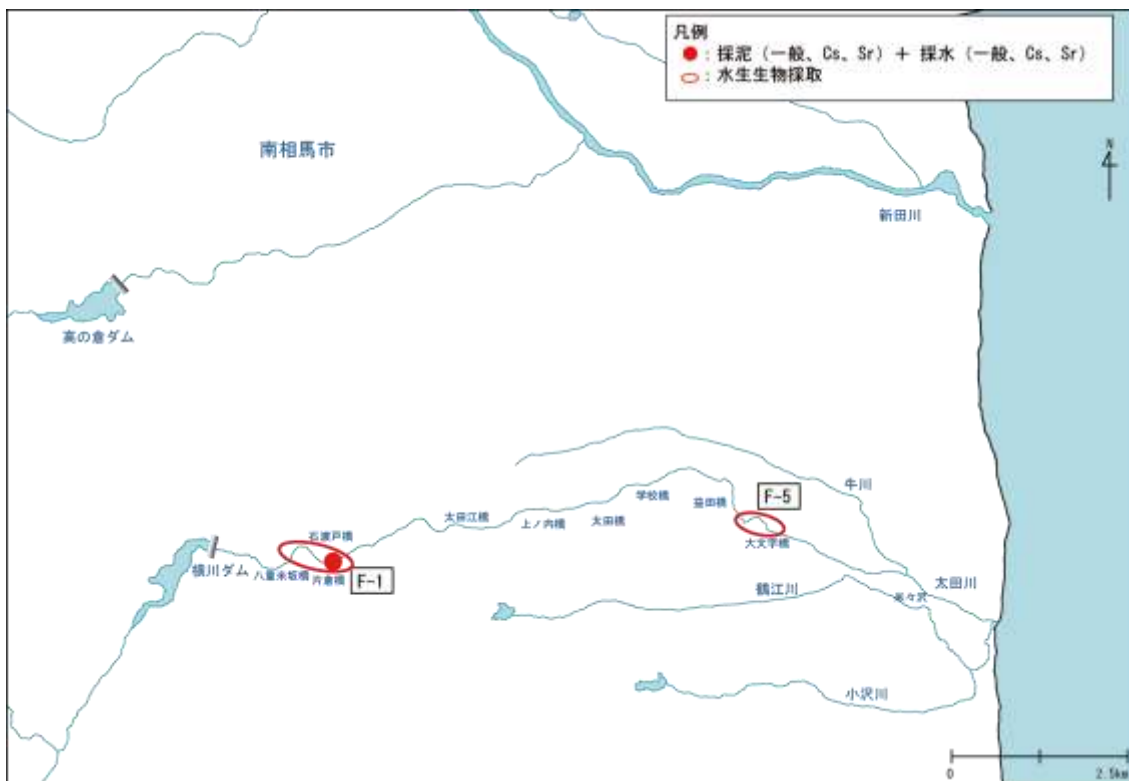 凡例
: 採泥（一般、Cs、Sr）＋ 採水（一般、Cs、Sr）
: 水生生物採取
南相馬市
N
新田川
高の倉ダム
牛川
学校橋
益田橋
F-5
太田江橋
上ノ内橋
太田橋
石渡戸橋
大文字橋
横川ダム
八重米坂橋
片倉橋
F-1
鶴江川
太田川
小沢川
0
2.5km